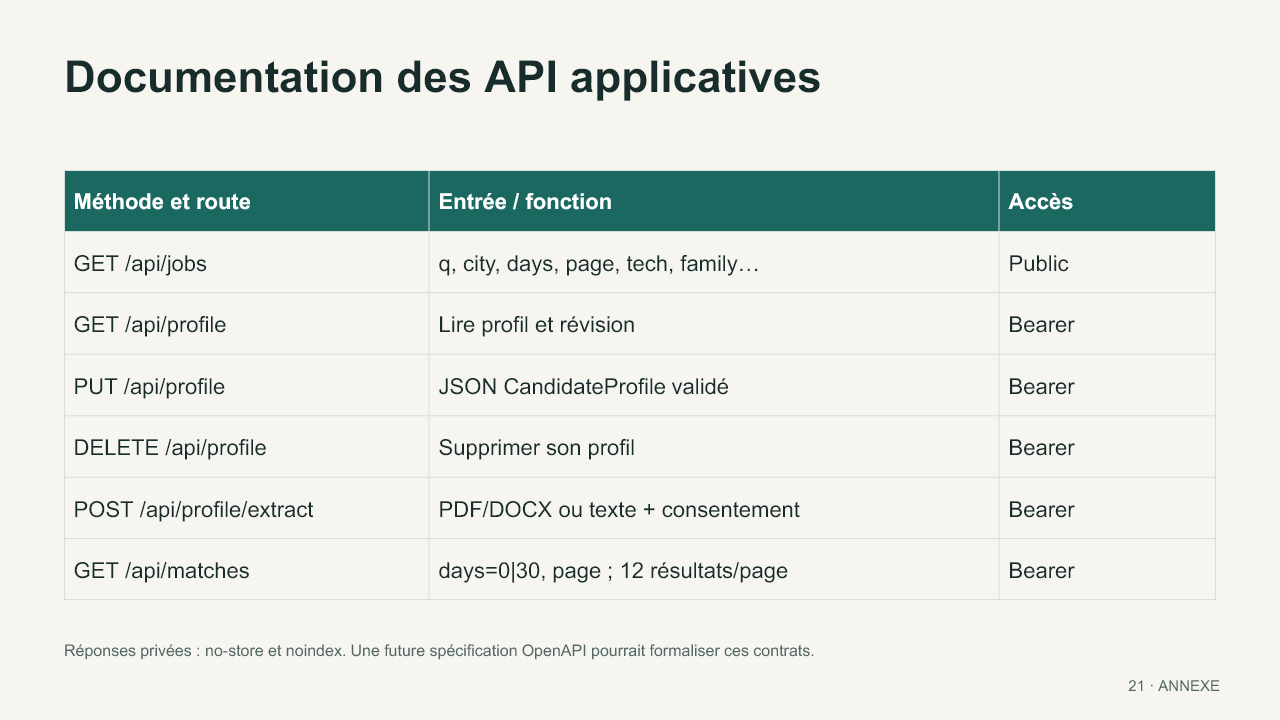 Documentation des API applicatives
Méthode et route Entrée / fonction Accès
GET /api/jobs q, city, days, page, tech, family… Public
GET /api/profile Lire profil et révision Bearer
PUT /api/profile JSON CandidateProfile validé Bearer
DELETE /api/profile Supprimer son profil Bearer
POST /api/profile/extract PDF/DOCX ou texte + consentement Bearer
GET /api/matches days=0|30, page ; 12 résultats/page Bearer
Réponses privées : no-store et noindex. Une future spécification OpenAPI pourrait formaliser ces contrats.
21 · ANNEXE